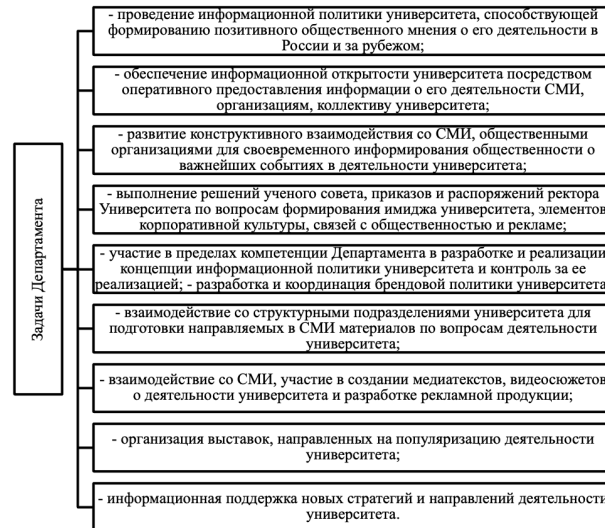 Задачи Департамента
- проведение информационной политики университета, способствующей
формированию позитивного общественного мнения о его деятельности в
России и за рубежом;
- обеспечение информационной открытости университета посредством
оперативного предоставления информации о его деятельности СМИ,
организациям, коллективу университета;
- развитие конструктивного взаимодействия со СМИ, общественными
организациями для своевременного информирования общественности о
важнейших событиях в деятельности университета;
- выполнение решений ученого совета, приказов и распоряжений ректора
Университета по вопросам формирования имиджа университета, элементов
корпоративной культуры, связей с общественностью и рекламе;
- участие в пределах компетенции Департамента в разработке и реализации
концепции информационной политики университета и контроль за ее
реализацией; - разработка и координация брендовой политики университета
- взаимодействие со структурными подразделениями университета для
подготовки направляемых в СМИ материалов по вопросам деятельности
университета;
- взаимодействие со СМИ, участие в создании медиатекстов, видеосюжетов
о деятельности университета и разработке рекламной продукции;
- организация выставок, направленных на популяризацию деятельности
университета;
- информационная поддержка новых стратегий и направлений деятельности
университета.